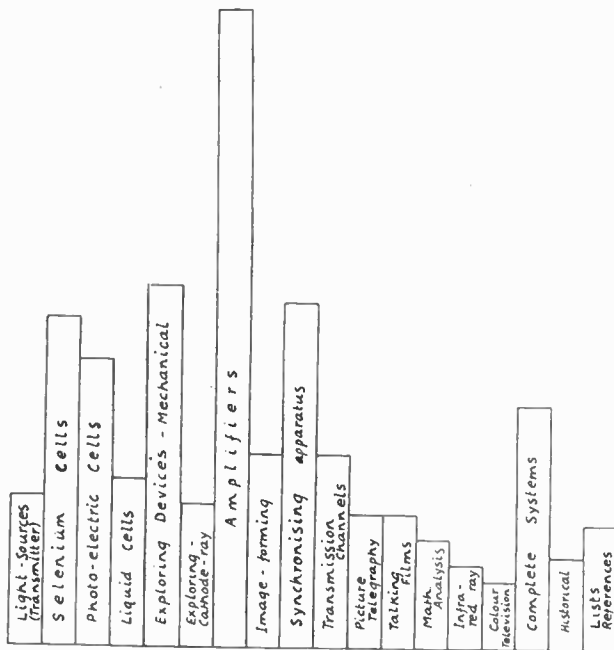 Light-Sources
(Transmitter)
Selenium Cells
Photo-electric Cells
Liquid Cells
Exploring Devices - Mechanical
Exploring -
Cathode-ray
Amplifiers
Image-forming
Synchronising apparatus
Transmission
Channels
Picture
Telegraphy
Talking
Films
Math.
Analysis
Infra-
red ray
Colour
Television
Complete Systems
Historical
Lists
References